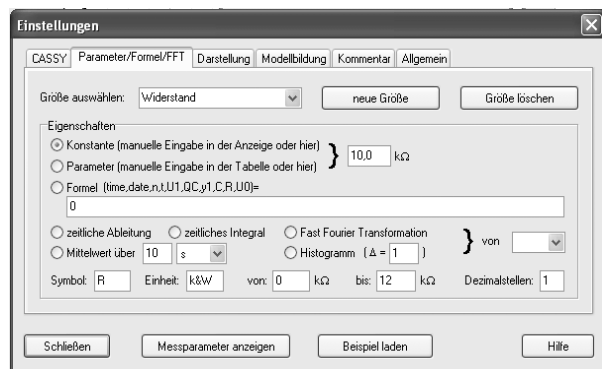 Einstellungen
CASSY Parameter/Formel/FFT Darstellung Modellbildung Kommentar Allgemein
Größe auswählen: Widerstand neue Größe Größe löschen
Eigenschaften
Konstante (manuelle Eingabe in der Anzeige oder hier)
Parameter (manuelle Eingabe in der Tabelle oder hier)
} 10,0 kΩ
Formel (time,date,n,t,U1,QC,y1,C,R,U0)=
0
zeitliche Ableitung zeitliches Integral Fast Fourier Transformation
Mittelwert über 10 s Histogramm (Δ = 1 )
} von
Symbol: R Einheit: k&W von: 0 kΩ bis: 12 kΩ Dezimalstellen: 1
Schließen Messparameter anzeigen Beispiel laden Hilfe